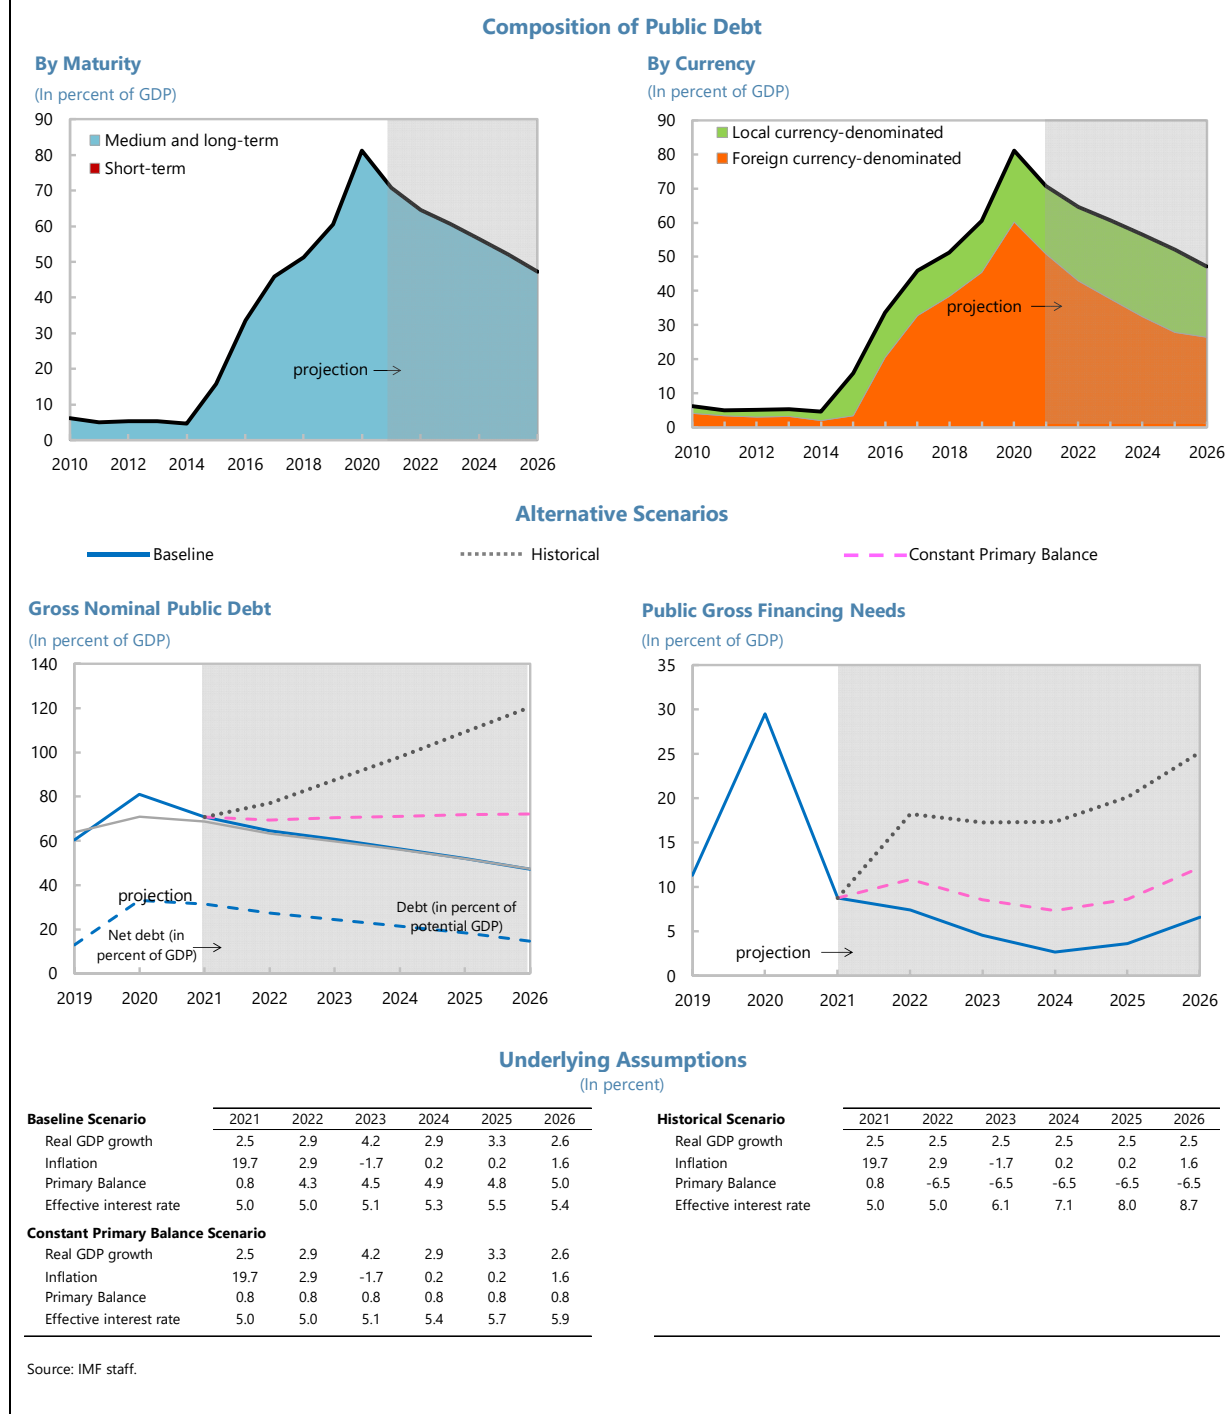 Composition of Public Debt
By Maturity
(In percent of GDP)
90
80
70
60
50
40
30
20
10
0
Medium and long-term
Short-term
projection
2010 2012 2014 2016 2018 2020 2022 2024 2026
By Currency
(In percent of GDP)
90
80
70
60
50
40
30
20
10
0
Local currency-denominated
Foreign currency-denominated
projection
2010 2012 2014 2016 2018 2020 2022 2024 2026
Alternative Scenarios
Baseline Historical Constant Primary Balance
Gross Nominal Public Debt
(In percent of GDP)
140
120
100
80
60
40
20
0
projection
Net debt (in
percent of GDP)
Debt (in percent of
potential GDP)
2019 2020 2021 2022 2023 2024 2025 2026
Public Gross Financing Needs
(In percent of GDP)
35
30
25
20
15
10
5
0
projection
2019 2020 2021 2022 2023 2024 2025 2026
Underlying Assumptions
(In percent)
Baseline Scenario 2021 2022 2023 2024 2025 2026
Real GDP growth 2.5 2.9 4.2 2.9 3.3 2.6
Inflation 19.7 2.9 -1.7 0.2 0.2 1.6
Primary Balance 0.8 4.3 4.5 4.9 4.8 5.0
Effective interest rate 5.0 5.0 5.1 5.3 5.5 5.4
Constant Primary Balance Scenario
Real GDP growth 2.5 2.9 4.2 2.9 3.3 2.6
Inflation 19.7 2.9 -1.7 0.2 0.2 1.6
Primary Balance 0.8 0.8 0.8 0.8 0.8 0.8
Effective interest rate 5.0 5.0 5.1 5.4 5.7 5.9
Historical Scenario 2021 2022 2023 2024 2025 2026
Real GDP growth 2.5 2.5 2.5 2.5 2.5 2.5
Inflation 19.7 2.9 -1.7 0.2 0.2 1.6
Primary Balance 0.8 -6.5 -6.5 -6.5 -6.5 -6.5
Effective interest rate 5.0 5.0 6.1 7.1 8.0 8.7
Source: IMF staff.